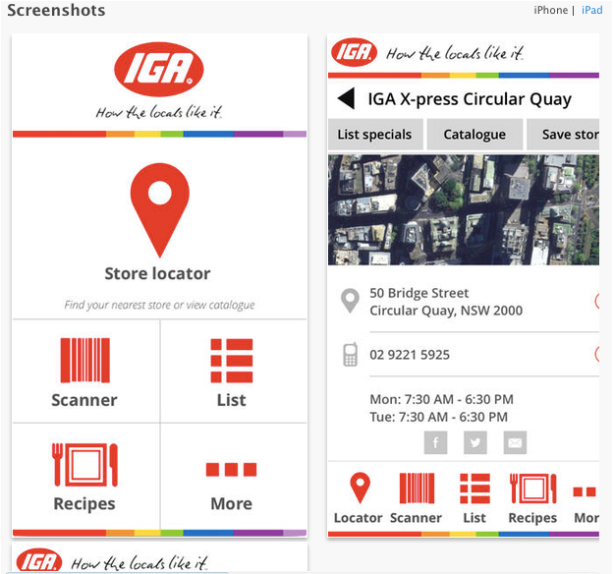 Screenshots
iPhone | iPad
IGA
How the locals like it.
Store locator
Find your nearest store or view catalogue
Scanner
List
Recipes
More
IGA
How the locals like it.
IGA
How the locals like it.
IGA X-press Circular Quay
List specials
Catalogue
Save stor
50 Bridge Street
Circular Quay, NSW 2000
02 9221 5925
Mon: 7:30 AM - 6:30 PM
Tue: 7:30 AM - 6:30 PM
f
Locator Scanner List Recipes Mor